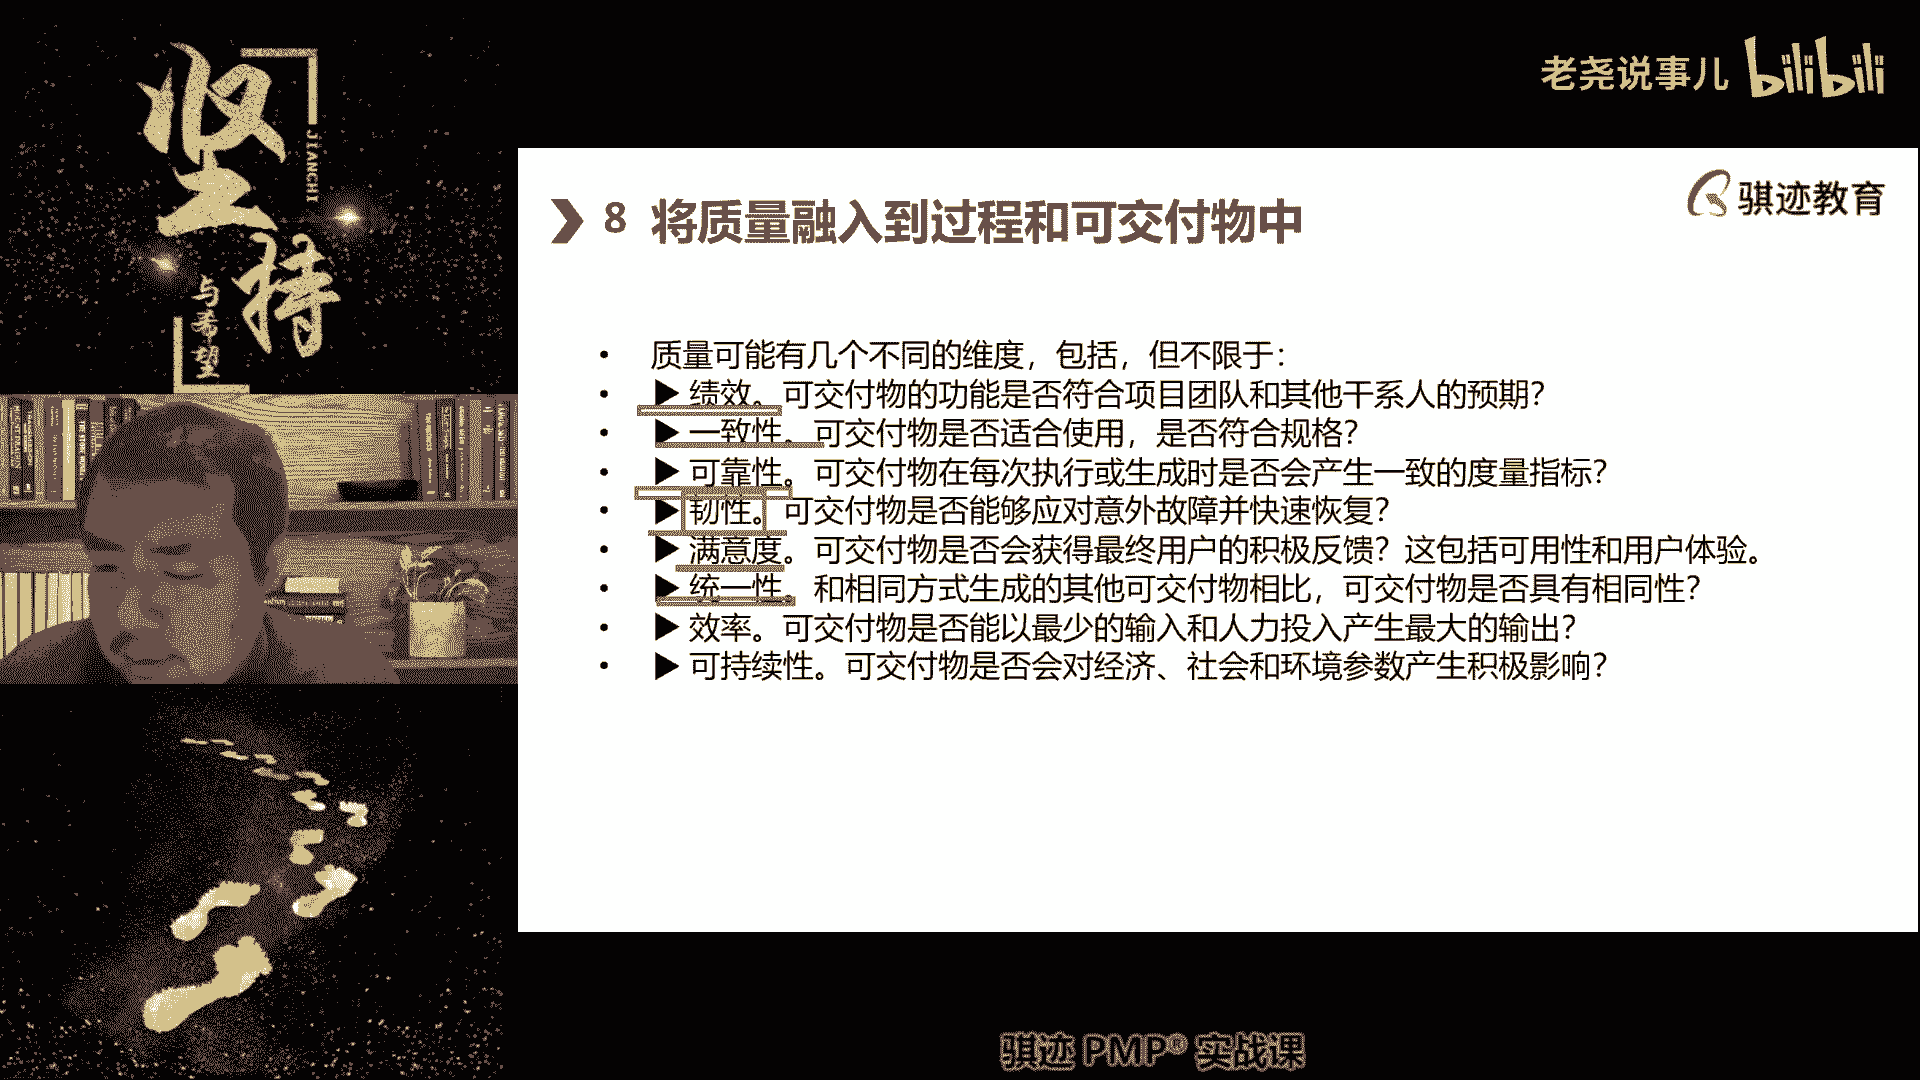 坚持
JIANCHI
与希望
老尧说事儿 bilibili
骐迹教育
8 将质量融入到过程和可交付物中
• 质量可能有几个不同的维度，包括，但不限于：
• ▶ 绩效。可交付物的功能是否符合项目团队和其他干系人的预期？
• ▶ 一致性。可交付物是否适合使用，是否符合规格？
• ▶ 可靠性。可交付物在每次执行或生成时是否会产生一致的度量指标？
• ▶ 韧性。可交付物是否能够应对意外故障并快速恢复？
• ▶ 满意度。可交付物是否会获得最终用户的积极反馈？这包括可用性和用户体验。
• ▶ 统一性。和相同方式生成的其他可交付物相比，可交付物是否具有相同性？
• ▶ 效率。可交付物是否能以最少的输入和人力投入产生最大的输出？
• ▶ 可持续性。可交付物是否会对经济、社会和环境参数产生积极影响？
骐迹 PMP® 实战课